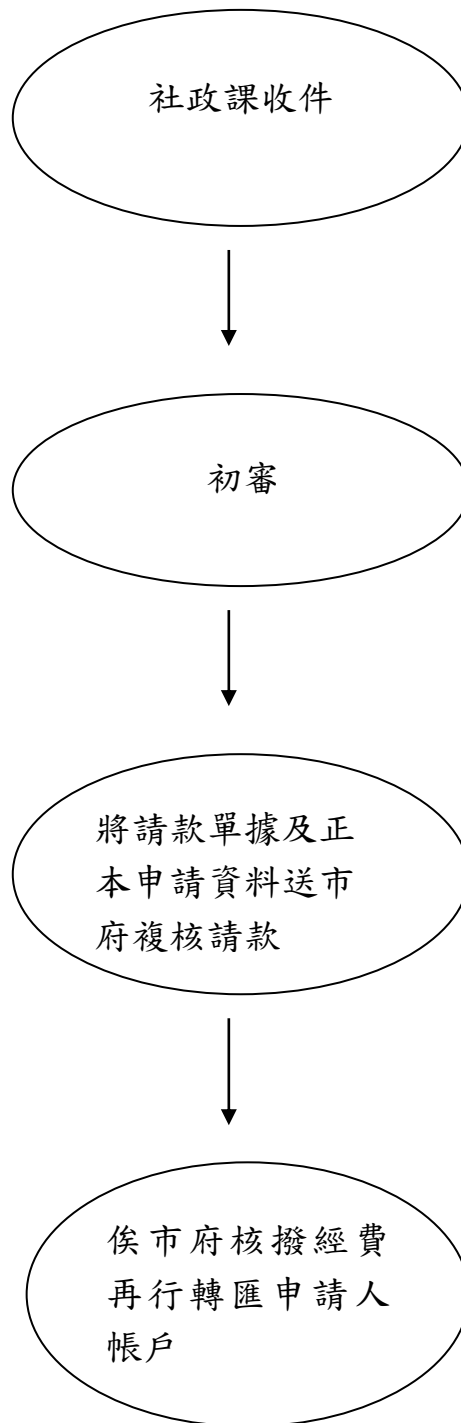 社政課收件
初審
將請款單據及正
本申請資料送市
府複核請款
俟市府核撥經費
再行轉匯申請人
帳戶